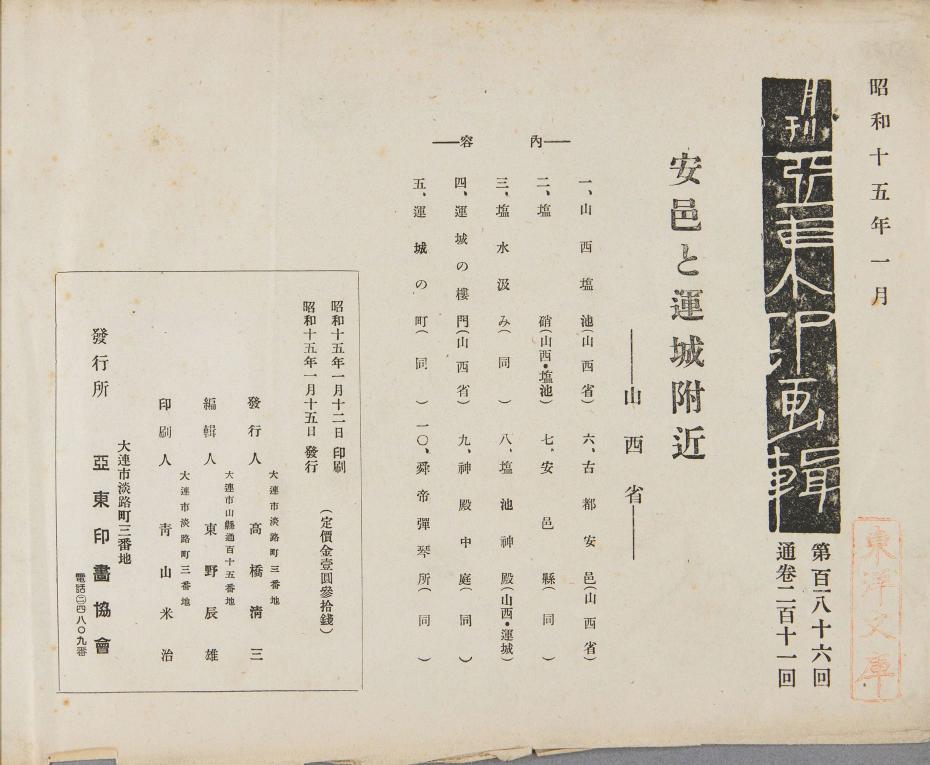 昭和十五年一月
月刊亞東印画輯
第百八十六回
通卷二百十一回
東洋文庫
安邑と運城附近
――山西省――
――內容――
一、山西塩池(山西省)
二、塩硝(山西・塩池)
三、塩水汲み(同)
四、運城の樓門(山西省)
五、運城の町(同)
六、古都安邑(山西省)
七、安邑縣(同)
八、塩池神殿(山西・運城)
九、神殿中庭(同)
一〇、舜帝彈琴所(同)
昭和十五年一月十二日印刷
昭和十五年一月十五日發行
(定價金壹圓參拾錢)
大連市淡路町三番地
發行人 高橋淸三
大連市山縣通百十五番地
編輯人 東野辰雄
大連市淡路町三番地
印刷人 靑山米治
大連市淡路町三番地
發行所 亞東印畫協會
電話②四八〇九番